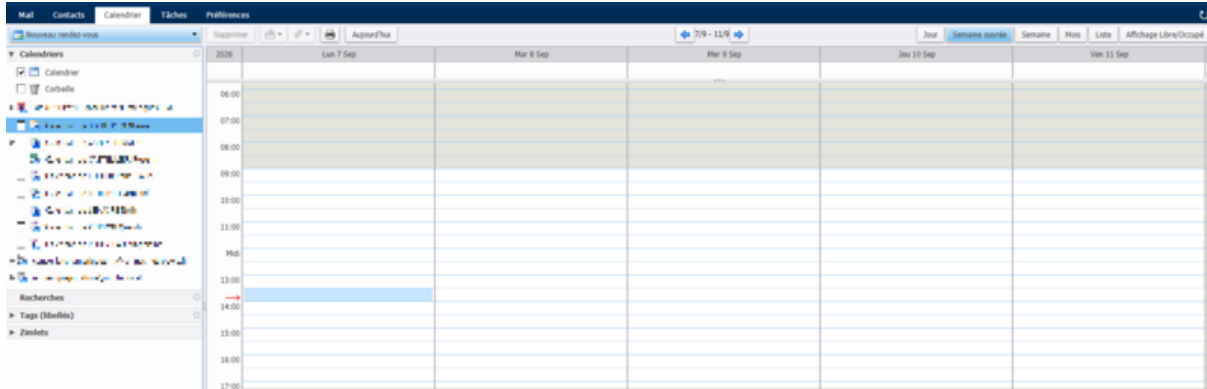 Mail Contacts Calendrier Tâches Préférences
Nouveau rendez-vous Supprimer Aujourd'hui 7/9 - 11/9 Jour Semaine ouvrée Semaine Mois Liste Affichage Libre/Occupé
Calendriers 2026 Lun 7 Sep Mar 8 Sep Mer 9 Sep Jeu 10 Sep Ven 11 Sep
Calendrier
Corbeille
06:00
07:00
08:00
09:00
10:00
11:00
Midi
13:00
Recherches
14:00
Tags (libellés)
Zimlets
15:00
16:00
17:00